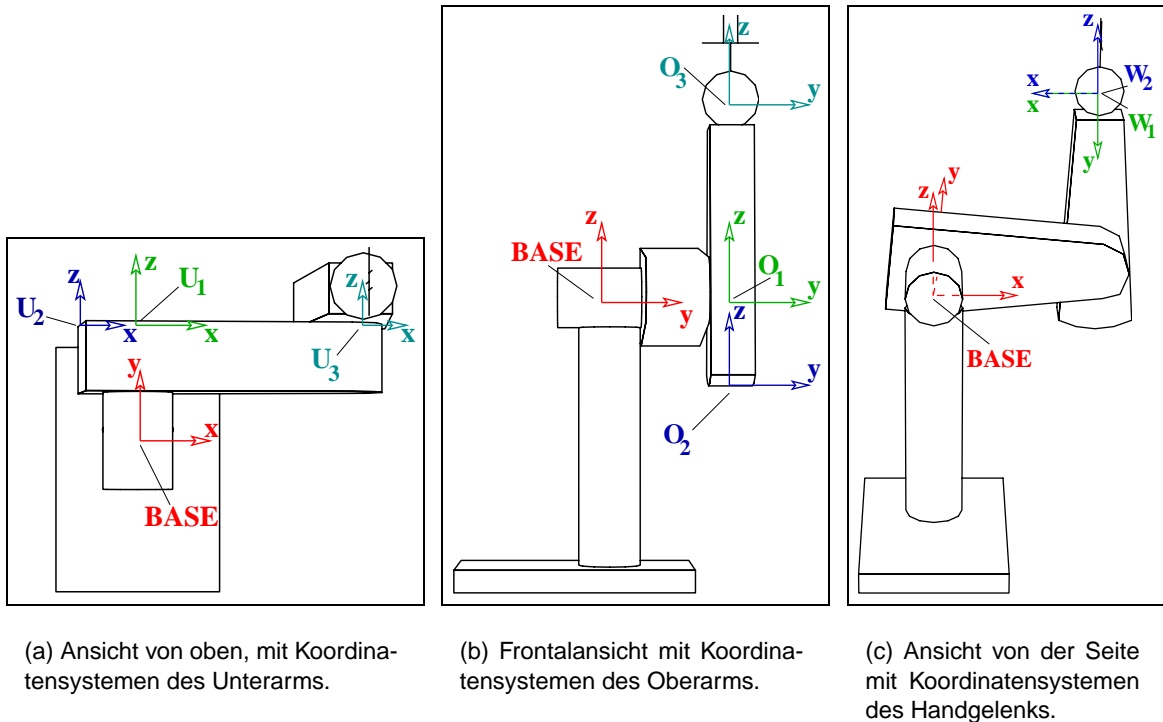 z
z
U1
U2
x
x
z
x
U3
y
x
BASE
z
O3
y
z
z
BASE
O1
y
y
z
y
O2
z
x
W2
x
W1
y
z
y
x
BASE
(a) Ansicht von oben, mit Koordina-
tensystemen des Unterarms.
(b) Frontalansicht mit Koordina-
tensystemen des Oberarms.
(c) Ansicht von der Seite
mit Koordinatensystemen
des Handgelenks.